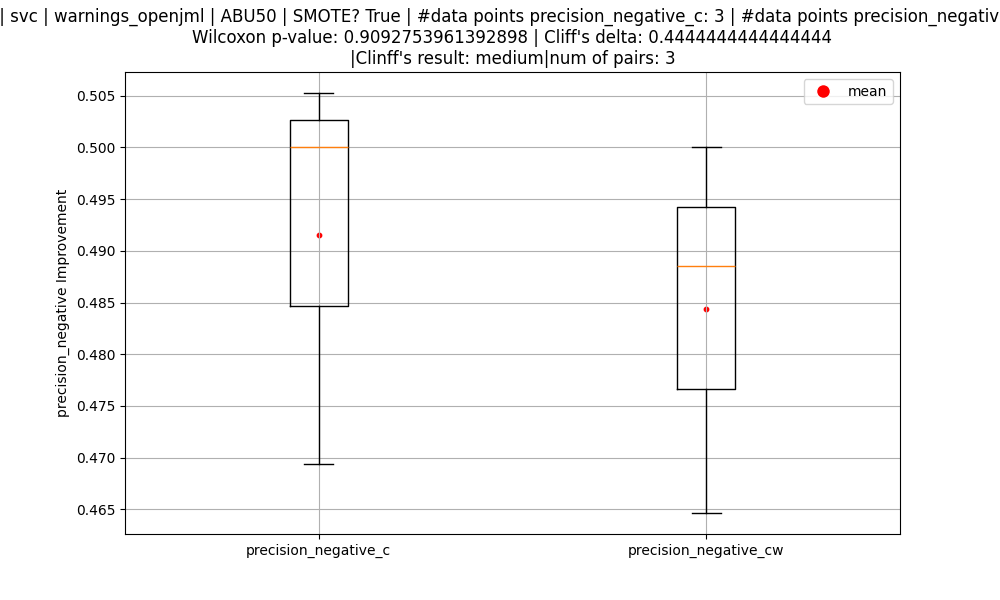 | svc | warnings_openjml | ABU50 | SMOTE? True | #data points precision_negative_c: 3 | #data points precision_negativ
Wilcoxon p-value: 0.9092753961392898 | Cliff's delta: 0.4444444444444444
|Clinff's result: medium|num of pairs: 3
mean
0.505
0.500
0.495
0.490
0.485
0.480
0.475
0.470
0.465
precision_negative Improvement
precision_negative_c
precision_negative_cw